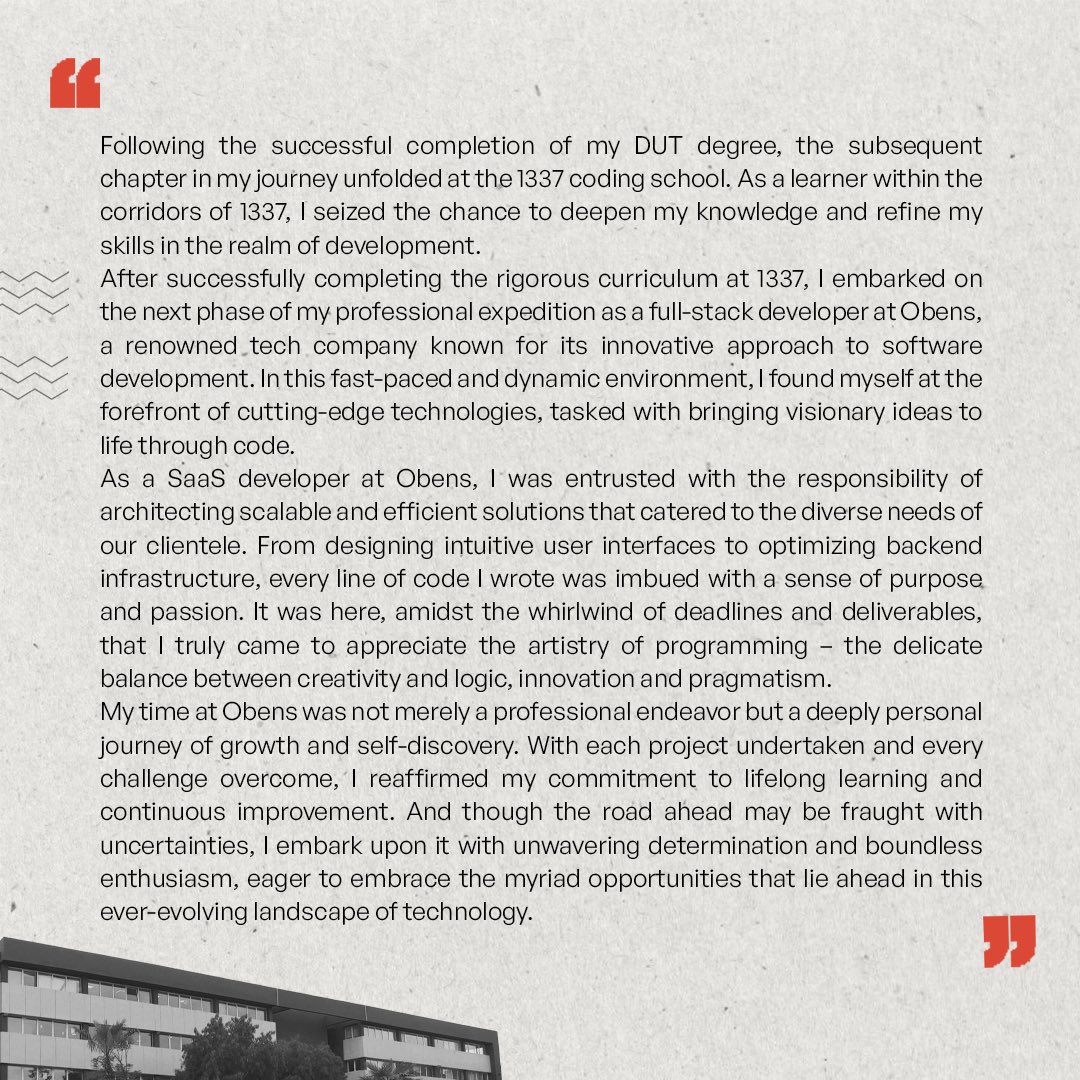 Following the successful completion of my DUT degree, the subsequent
chapter in my journey unfolded at the 1337 coding school. As a learner within the
corridors of 1337, I seized the chance to deepen my knowledge and refine my
skills in the realm of development.
After successfully completing the rigorous curriculum at 1337, I embarked on
the next phase of my professional expedition as a full-stack developer at Obens,
a renowned tech company known for its innovative approach to software
development. In this fast-paced and dynamic environment, I found myself at the
forefront of cutting-edge technologies, tasked with bringing visionary ideas to
life through code.
As a SaaS developer at Obens, I was entrusted with the responsibility of
architecting scalable and efficient solutions that catered to the diverse needs of
our clientele. From designing intuitive user interfaces to optimizing backend
infrastructure, every line of code I wrote was imbued with a sense of purpose
and passion. It was here, amidst the whirlwind of deadlines and deliverables,
that I truly came to appreciate the artistry of programming – the delicate
balance between creativity and logic, innovation and pragmatism.
My time at Obens was not merely a professional endeavor but a deeply personal
journey of growth and self-discovery. With each project undertaken and every
challenge overcome, I reaffirmed my commitment to lifelong learning and
continuous improvement. And though the road ahead may be fraught with
uncertainties, I embark upon it with unwavering determination and boundless
enthusiasm, eager to embrace the myriad opportunities that lie ahead in this
ever-evolving landscape of technology.